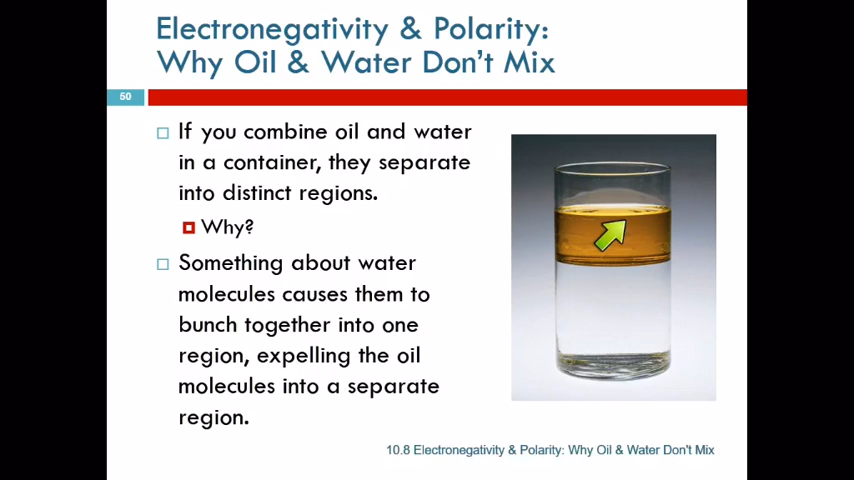 Electronegativity & Polarity:
Why Oil & Water Don't Mix
50
If you combine oil and water
in a container, they separate
into distinct regions.
Why?
Something about water
molecules causes them to
bunch together into one
region, expelling the oil
molecules into a separate
region.
10.8 Electronegativity & Polarity: Why Oil & Water Don't Mix